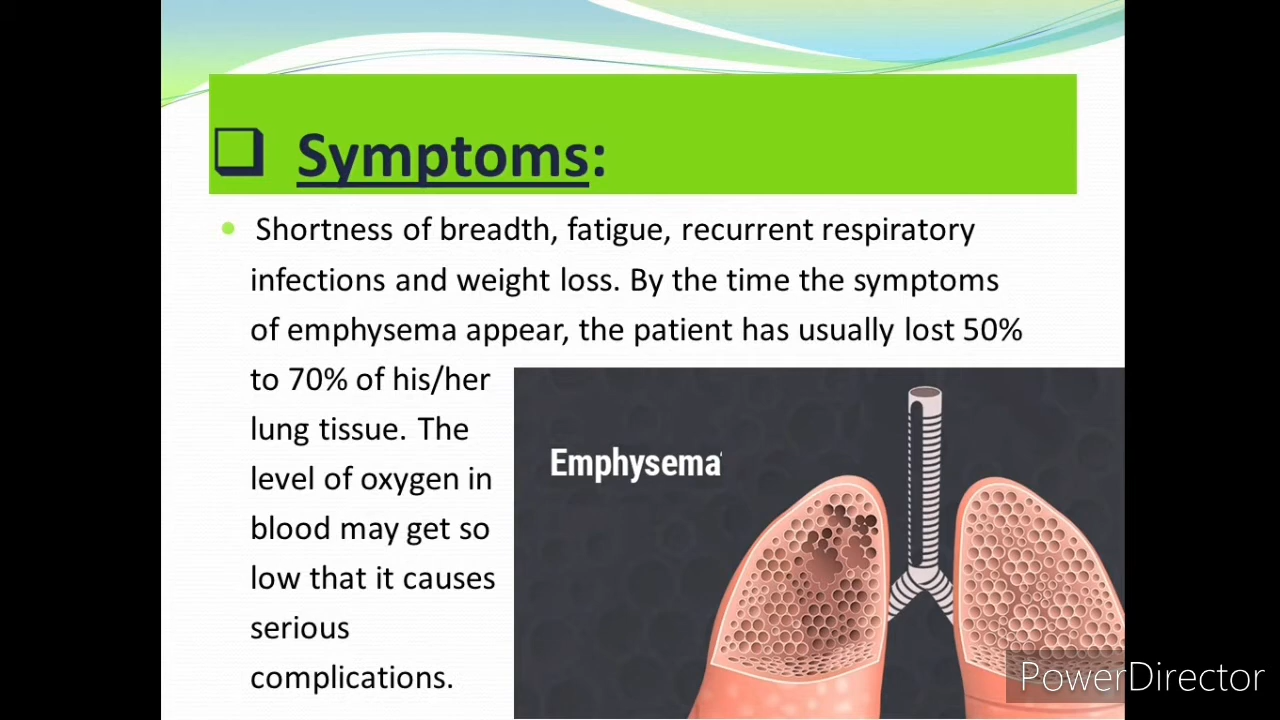 ❑ Symptoms:
• Shortness of breadth, fatigue, recurrent respiratory
infections and weight loss. By the time the symptoms
of emphysema appear, the patient has usually lost 50%
to 70% of his/her
lung tissue. The
level of oxygen in
blood may get so
low that it causes
serious
complications.
Emphysema
PowerDirector